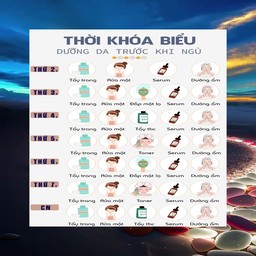 THỜI KHÓA BIỂU
DƯỠNG DA TRƯỚC KHI NGỦ
THỨ 2
Tẩy trang Rửa mặt Serum Dưỡng ẩm
THỨ 3
Tẩy trang Rửa mặt Đắp mặt nạ Serum Dưỡng ẩm
THỨ 4
Tẩy trang Rửa mặt Tẩy tbc Serum Dưỡng ẩm
THỨ 5
Tẩy trang Rửa mặt Toner Serum Dưỡng ẩm
THỨ 6
Tẩy trang Rửa mặt Đắp mặt nạ Serum Dưỡng ẩm
THỨ 7
Tẩy trang Rửa mặt Toner Serum Dưỡng ẩm
CN
Tẩy trang Rửa mặt Tẩy tbc Serum Dưỡng ẩm